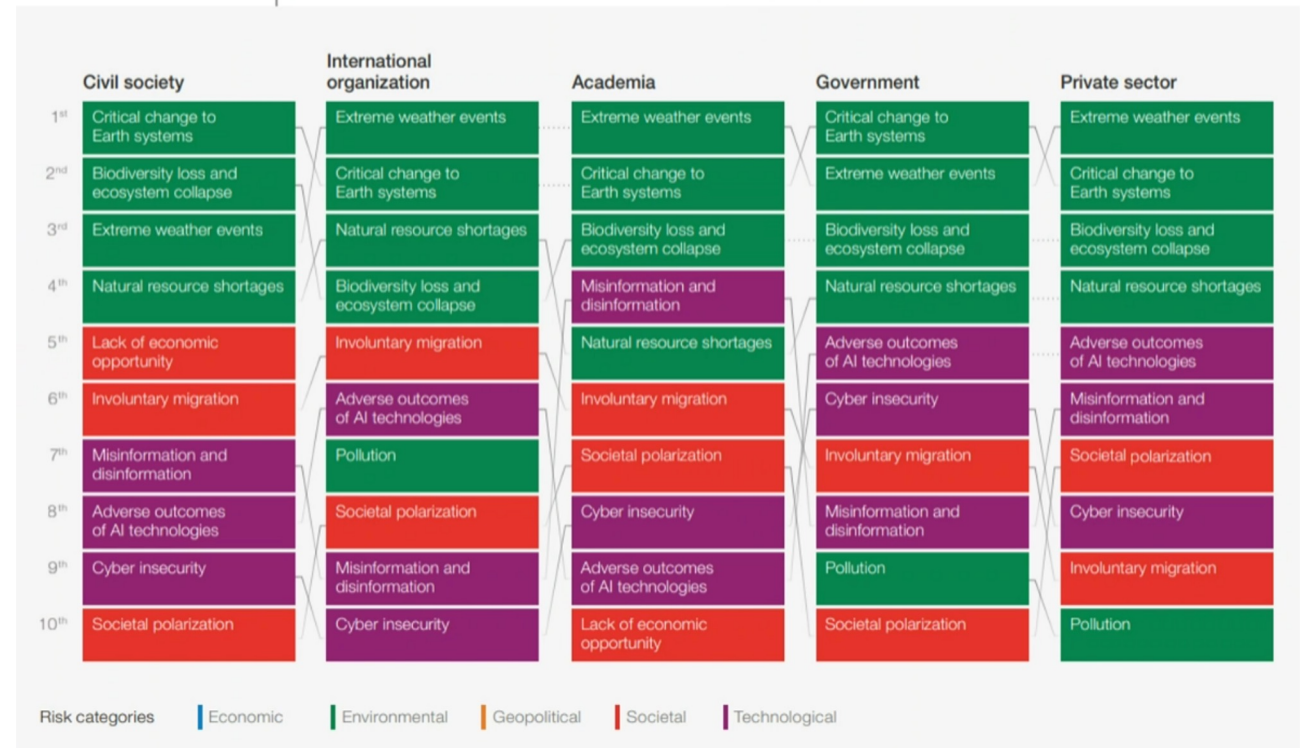 Civil society
Critical change to
Earth systems
Biodiversity loss and
ecosystem collapse
Extreme weather events
Natural resource shortages
Lack of economic
opportunity
Involuntary migration
Misinformation and
disinformation
Adverse outcomes
of AI technologies
Cyber insecurity
Societal polarization
International
organization
Extreme weather events
Critical change to
Earth systems
Natural resource shortages
Biodiversity loss and
ecosystem collapse
Involuntary migration
Adverse outcomes
of AI technologies
Pollution
Societal polarization
Misinformation and
disinformation
Cyber insecurity
Academia
Extreme weather events
Critical change to
Earth systems
Biodiversity loss and
ecosystem collapse
Misinformation and
disinformation
Natural resource shortages
Involuntary migration
Societal polarization
Cyber insecurity
Adverse outcomes
of AI technologies
Lack of economic
opportunity
Government
Critical change to
Earth systems
Extreme weather events
Biodiversity loss and
ecosystem collapse
Natural resource shortages
Adverse outcomes
of AI technologies
Cyber insecurity
Involuntary migration
Misinformation and
disinformation
Pollution
Societal polarization
Private sector
Extreme weather events
Critical change to
Earth systems
Biodiversity loss and
ecosystem collapse
Natural resource shortages
Adverse outcomes
of AI technologies
Misinformation and
disinformation
Societal polarization
Cyber insecurity
Involuntary migration
Pollution
1st
2nd
3rd
4th
5th
6th
7th
8th
9th
10th
Risk categories Economic Environmental Geopolitical Societal Technological